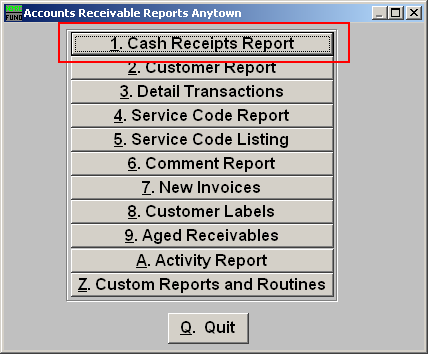 Accounts Receivable Reports Anytown
1. Cash Receipts Report
2. Customer Report
3. Detail Transactions
4. Service Code Report
5. Service Code Listing
6. Comment Report
7. New Invoices
8. Customer Labels
9. Aged Receivables
A. Activity Report
Z. Custom Reports and Routines
Q. Quit